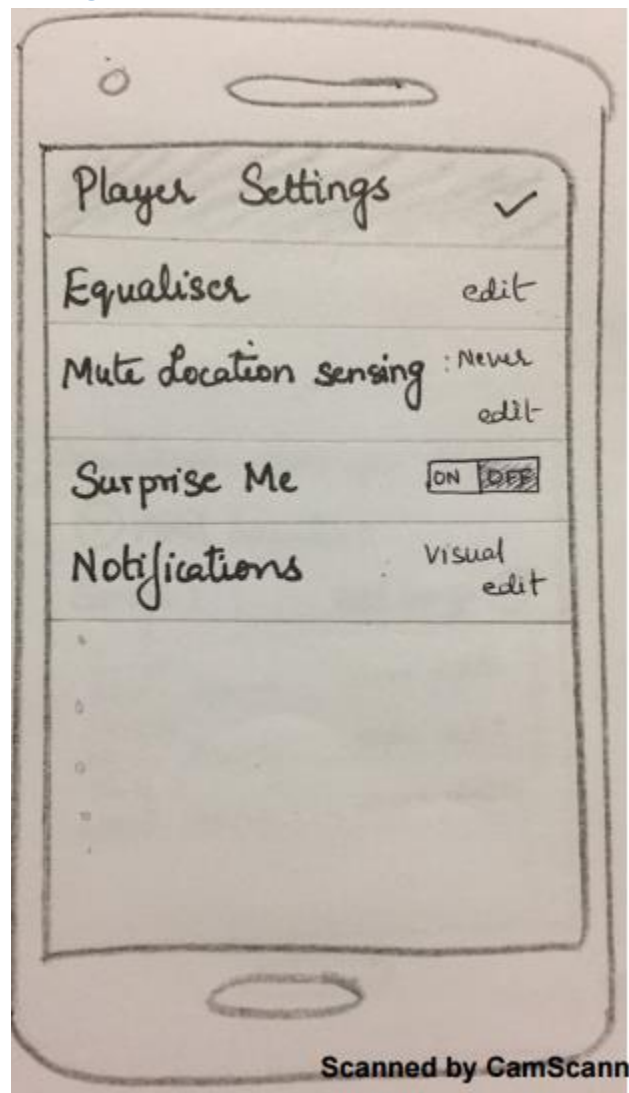 Player Settings ✓
Equaliser edit
Mute Location sensing : Never
edit
Surprise Me ON OFF
Notifications Visual
edit
Scanned by CamScann